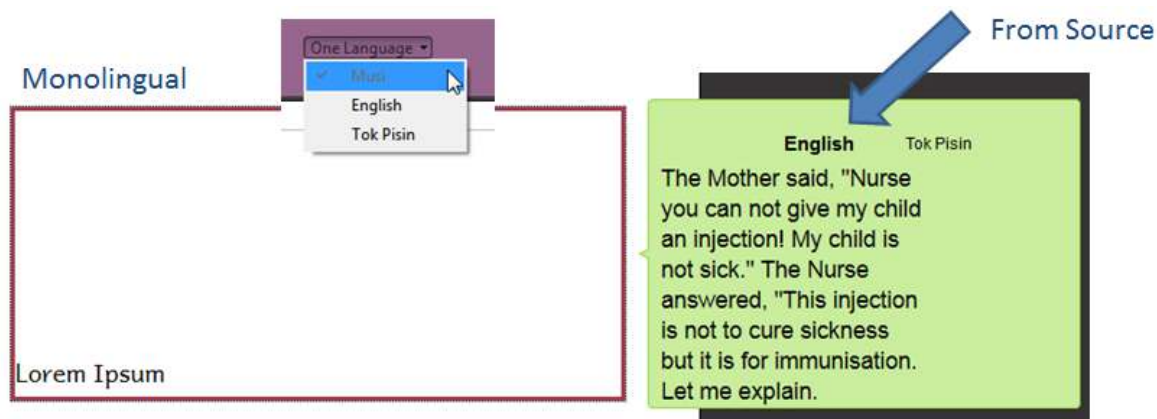 From Source
One Language
Monolingual
Musi
English
Tok Pisin
English Tok Pisin
The Mother said, "Nurse
you can not give my child
an injection! My child is
not sick." The Nurse
answered, "This injection
is not to cure sickness
but it is for immunisation.
Let me explain.
Lorem Ipsum